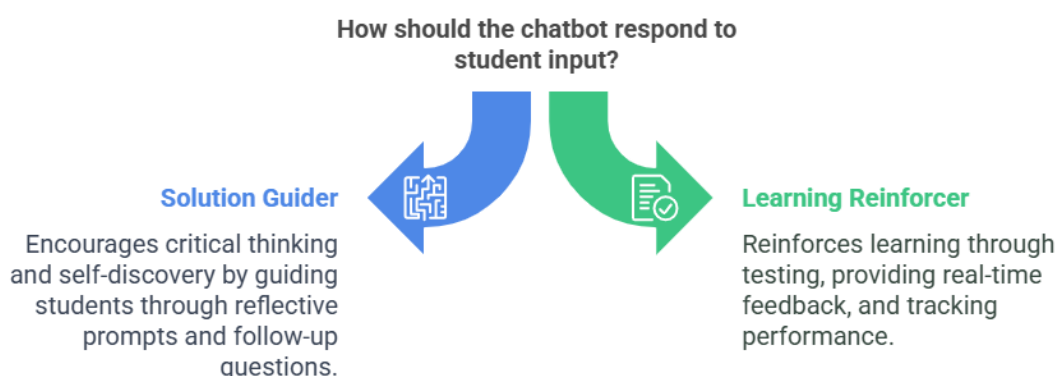 How should the chatbot respond to
student input?
Solution Guider
Encourages critical thinking
and self-discovery by guiding
students through reflective
prompts and follow-up
questions.
Learning Reinforcer
Reinforces learning through
testing, providing real-time
feedback, and tracking
performance.